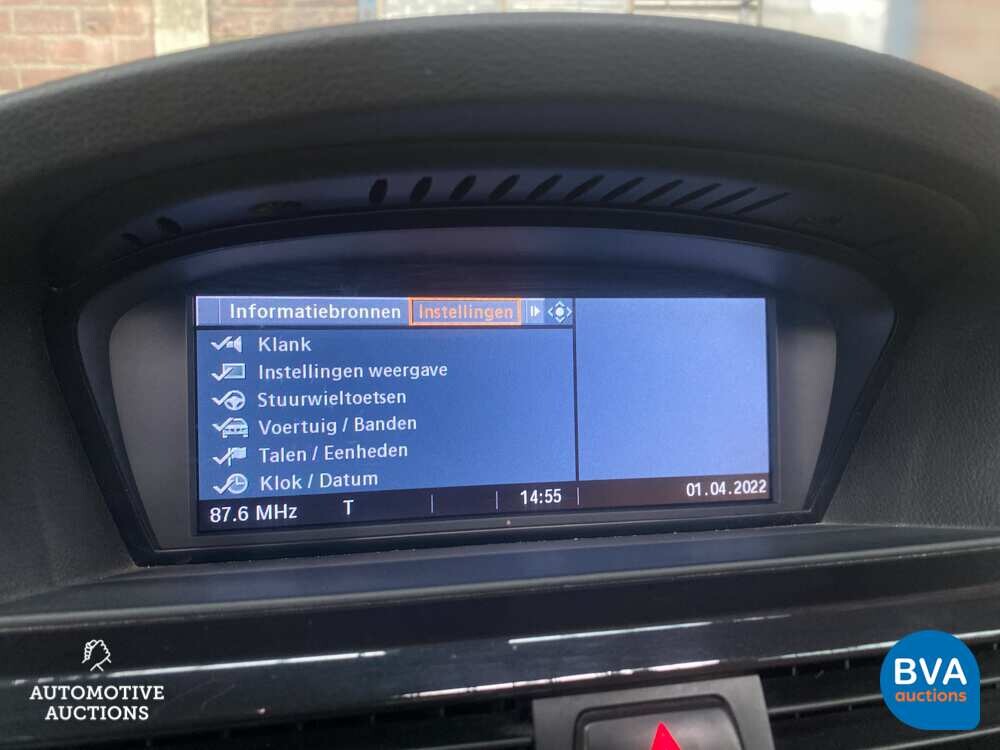 Informatiebronnen Instellingen
Klank
Instellingen weergave
Stuurwieltoetsen
Voertuig / Banden
Talen / Eenheden
Klok / Datum
87.6 MHz T 14:55 01.04.2022
AUTOMOTIVE
AUCTIONS
BVA
auctions